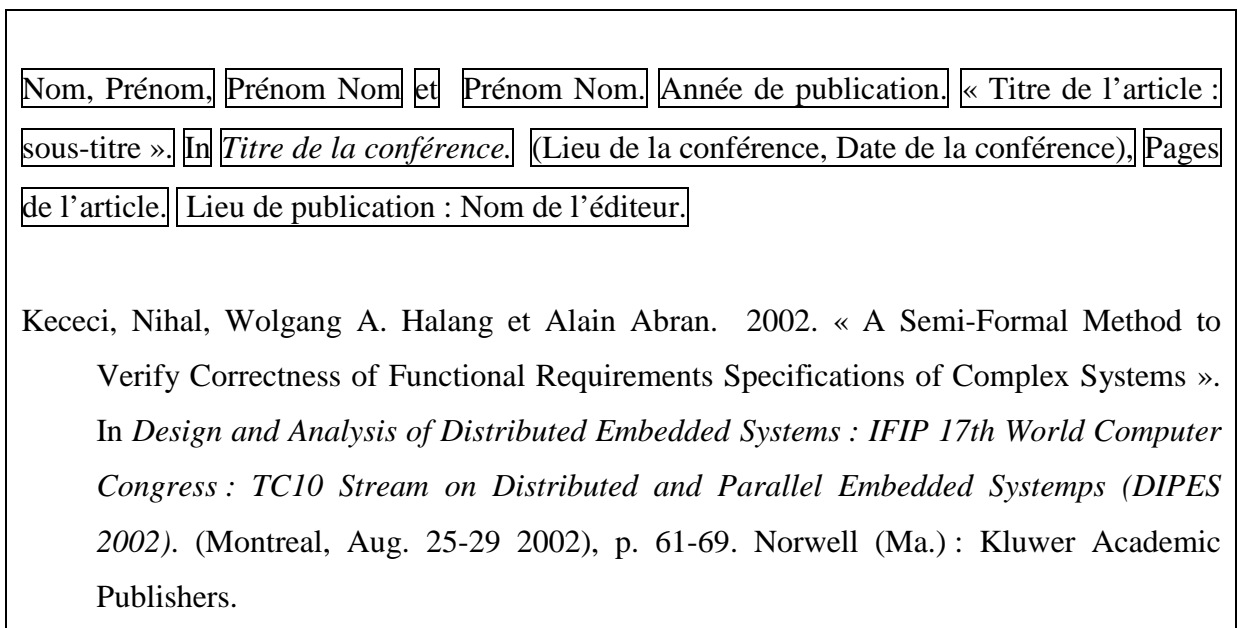 Nom, Prénom, Prénom Nom et Prénom Nom. Année de publication. « Titre de l’article :
sous-titre ». In Titre de la conférence. (Lieu de la conférence, Date de la conférence), Pages
de l’article. Lieu de publication : Nom de l’éditeur.
Kececi, Nihal, Wolgang A. Halang et Alain Abran. 2002. « A Semi-Formal Method to
Verify Correctness of Functional Requirements Specifications of Complex Systems ».
In Design and Analysis of Distributed Embedded Systems : IFIP 17th World Computer
Congress : TC10 Stream on Distributed and Parallel Embedded Systemps (DIPES
2002). (Montreal, Aug. 25-29 2002), p. 61-69. Norwell (Ma.) : Kluwer Academic
Publishers.